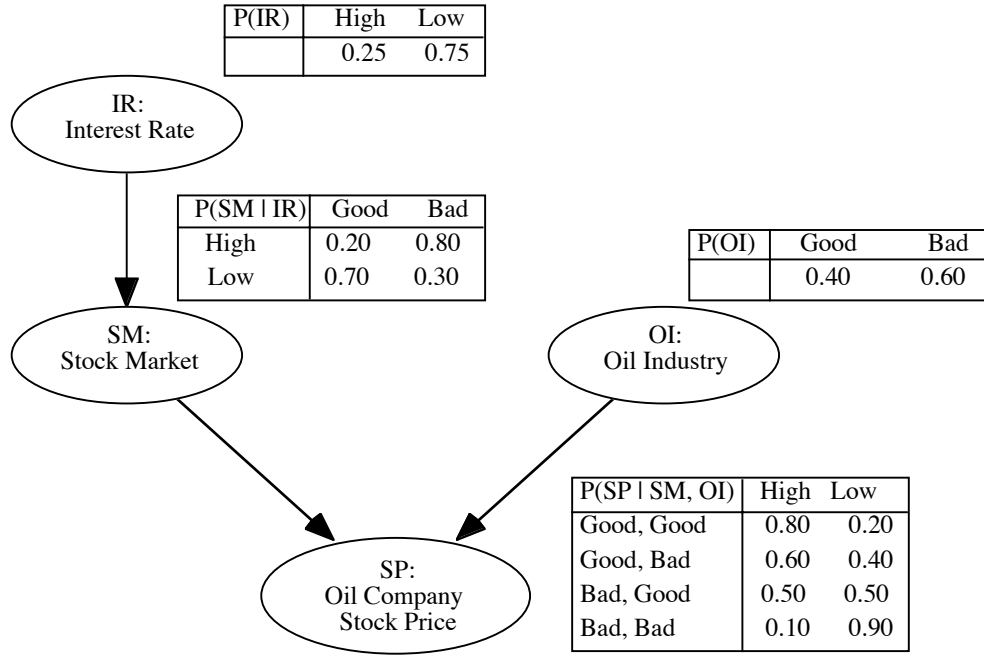 P(IR) High Low
0.25 0.75
IR:
Interest Rate
P(SM | IR) Good Bad
High 0.20 0.80
Low 0.70 0.30
P(OI) Good Bad
0.40 0.60
SM:
Stock Market
OI:
Oil Industry
P(SP | SM, OI) High Low
Good, Good 0.80 0.20
Good, Bad 0.60 0.40
Bad, Good 0.50 0.50
Bad, Bad 0.10 0.90
SP:
Oil Company
Stock Price